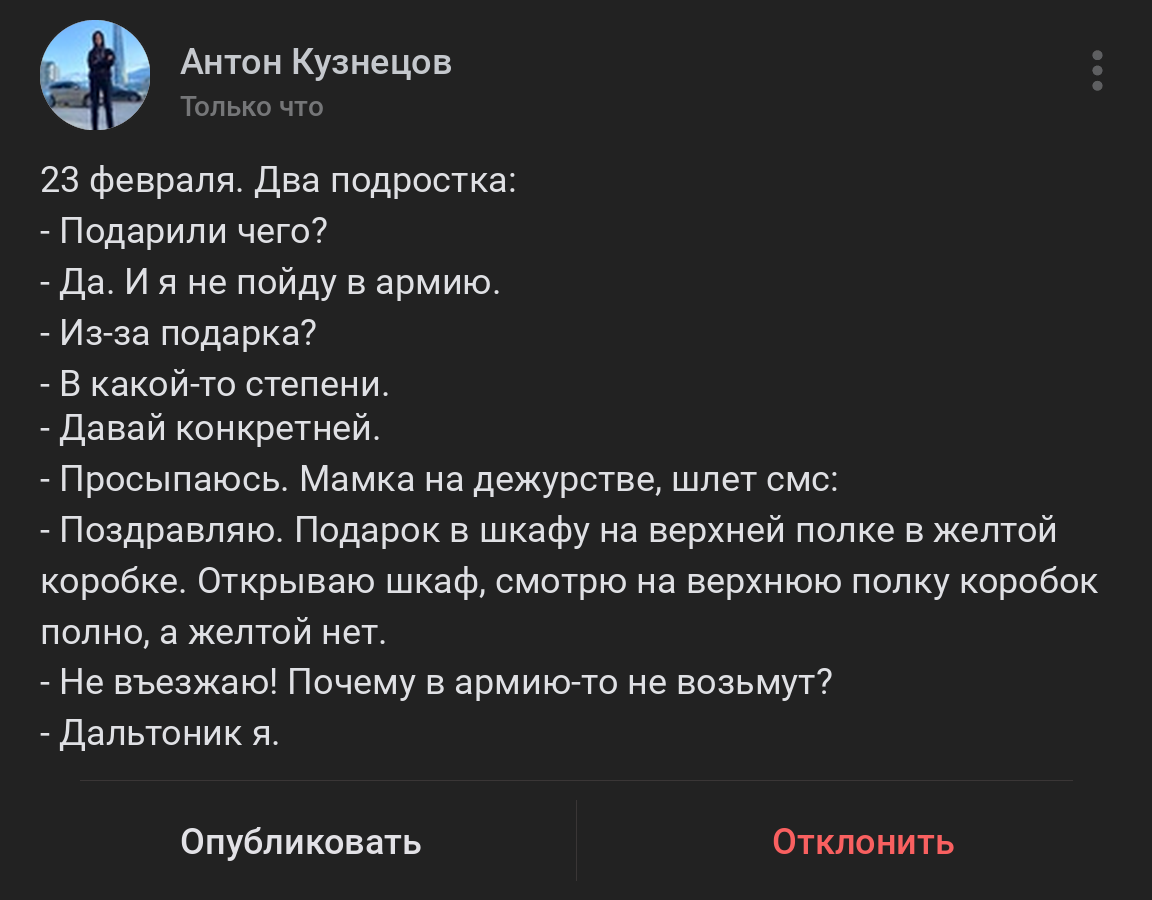 Антон Кузнецов
Только что
23 февраля. Два подростка:
- Подарили чего?
- Да. И я не пойду в армию.
- Из-за подарка?
- В какой-то степени.
- Давай конкретней.
- Просыпаюсь. Мамка на дежурстве, шлет смс:
- Поздравляю. Подарок в шкафу на верхней полке в желтой
коробке. Открываю шкаф, смотрю на верхнюю полку коробок
полно, а желтой нет.
- Не въезжаю! Почему в армию-то не возьмут?
- Дальтоник я.
Опубликовать
Отклонить